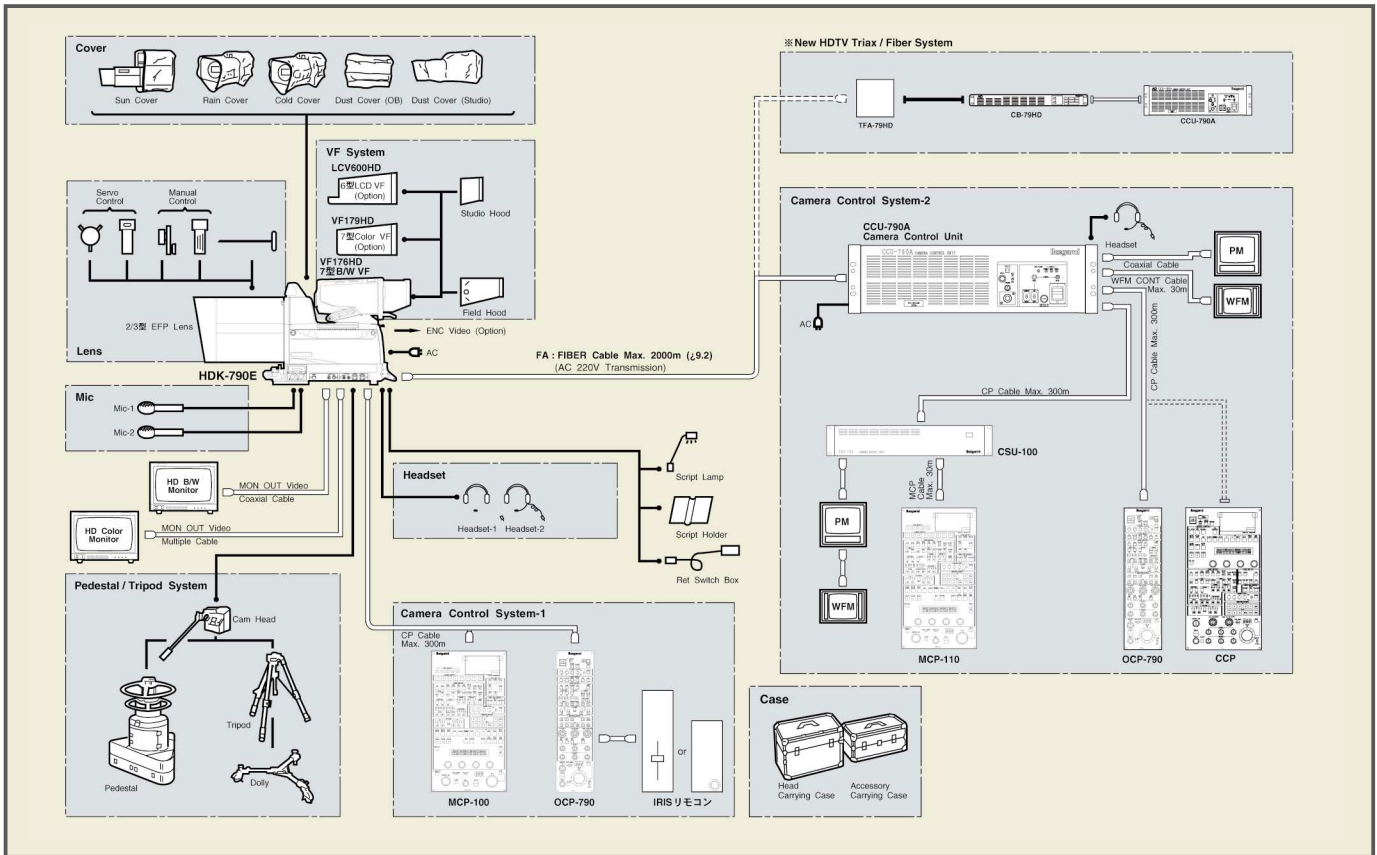 Cover
Sun Cover
Rain Cover
Cold Cover
Dust Cover (OB)
Dust Cover (Studio)
※New HDTV Triax / Fiber System
TFA-79HD
CB-79HD
CCU-790A
VF System
LCV600HD
6型LCD VF
(Option)
Studio Hood
VF179HD
7型Color VF
(Option)
VF176HD
7型B/W VF
Field Hood
Servo
Control
Manual
Control
2/3型 EFP Lens
Lens
HDK-790E
ENC Video (Option)
AC
FA : FIBER Cable Max. 2000m (¿9.2)
(AC 220V Transmission)
Mic
Mic-1
Mic-2
HD B/W
Monitor
MON OUT Video
Coaxial Cable
HD Color
Monitor
MON OUT Video
Multiple Cable
Headset
Headset-1
Headset-2
Script Lamp
Script Holder
Ret Switch Box
Pedestal / Tripod System
Cam Head
Pedestal
Tripod
Dolly
Camera Control System-1
CP Cable
Max. 300m
MCP-100
OCP-790
or
IRISリモコン
Camera Control System-2
CCU-790A
Camera Control Unit
CCU-790A CAMERA CONTROL UNIT
Ikegami
Headset
PM
Coaxial Cable
WFM CONT Cable
Max. 30m
WFM
AC
CP Cable Max. 300m
CP Cable Max. 300m
CSU-100
MCP
Cable
Max. 30m
PM
WFM
MCP-110
OCP-790
CCP
Case
Head
Carrying Case
Accessory
Carrying Case